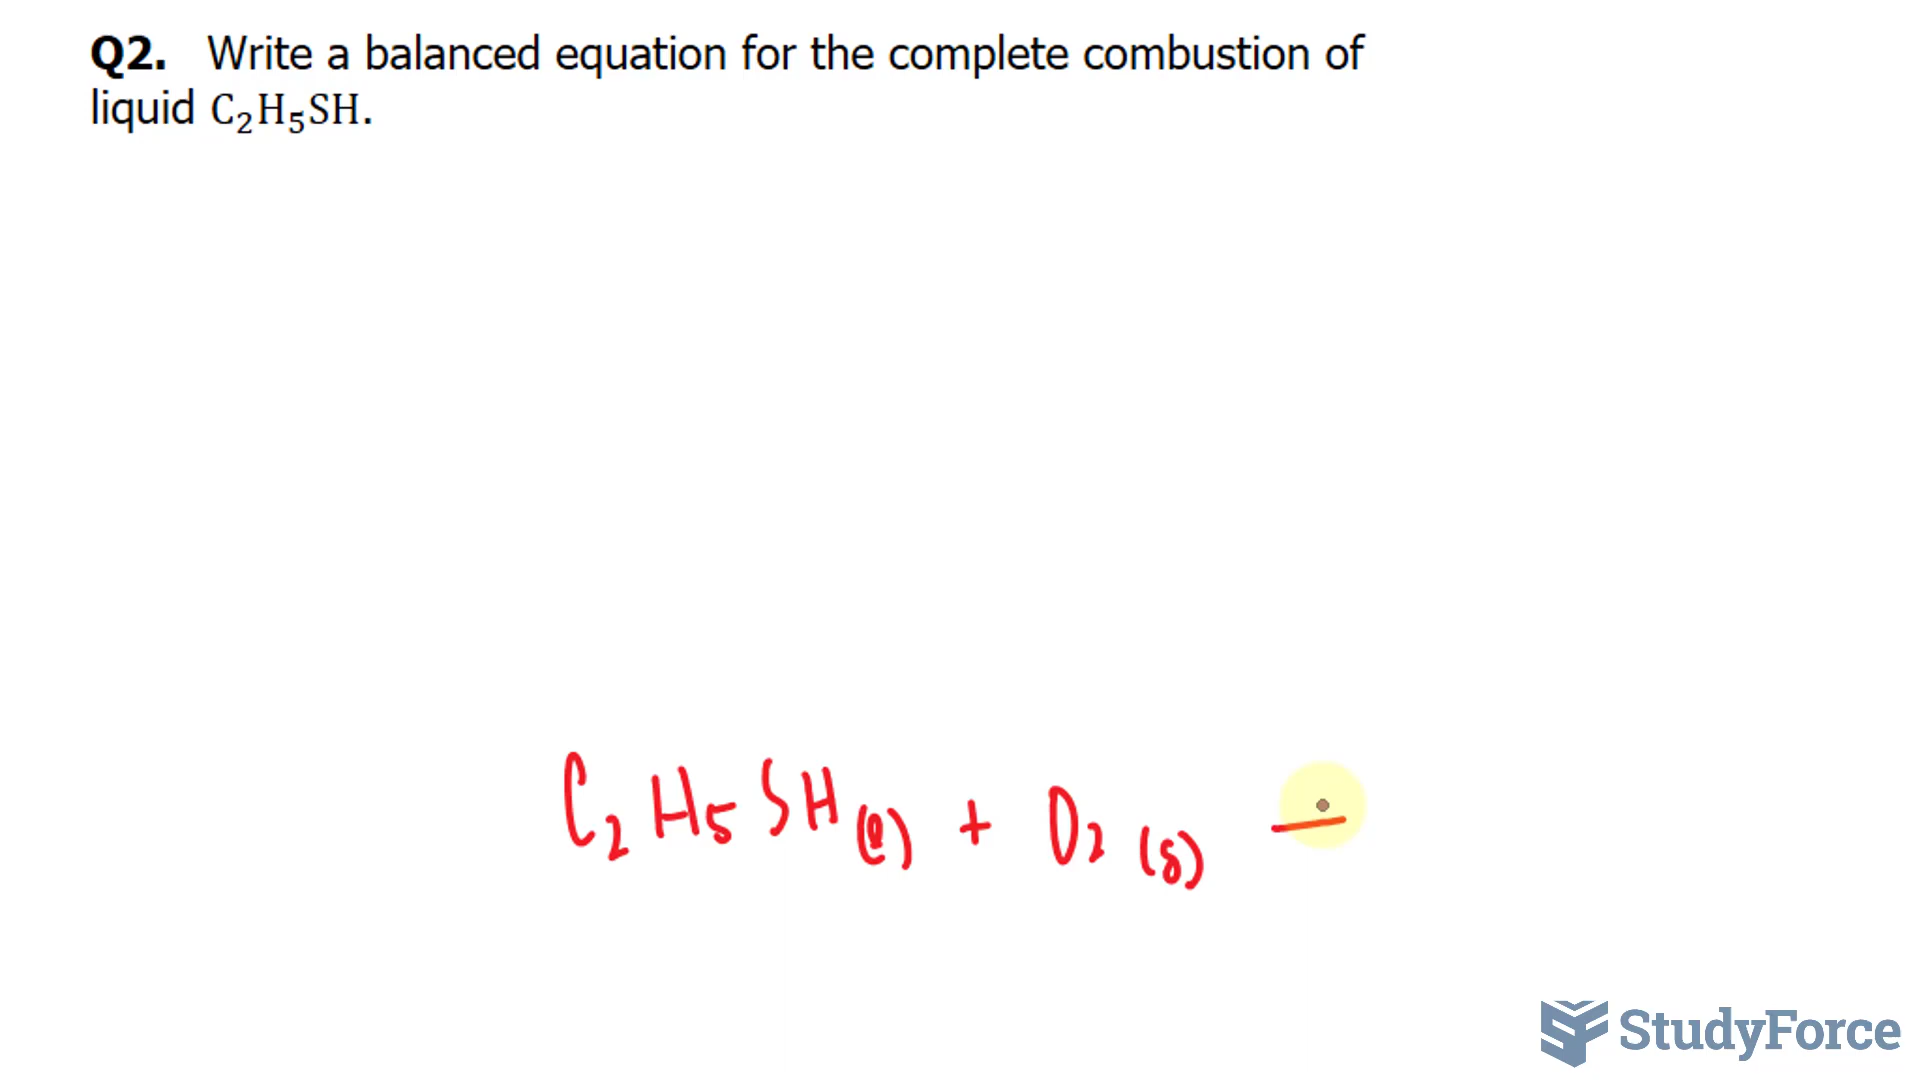 Q2. Write a balanced equation for the complete combustion of
liquid C₂H₅SH.
C₂H₅SH(l) + O₂(g) —
StudyForce